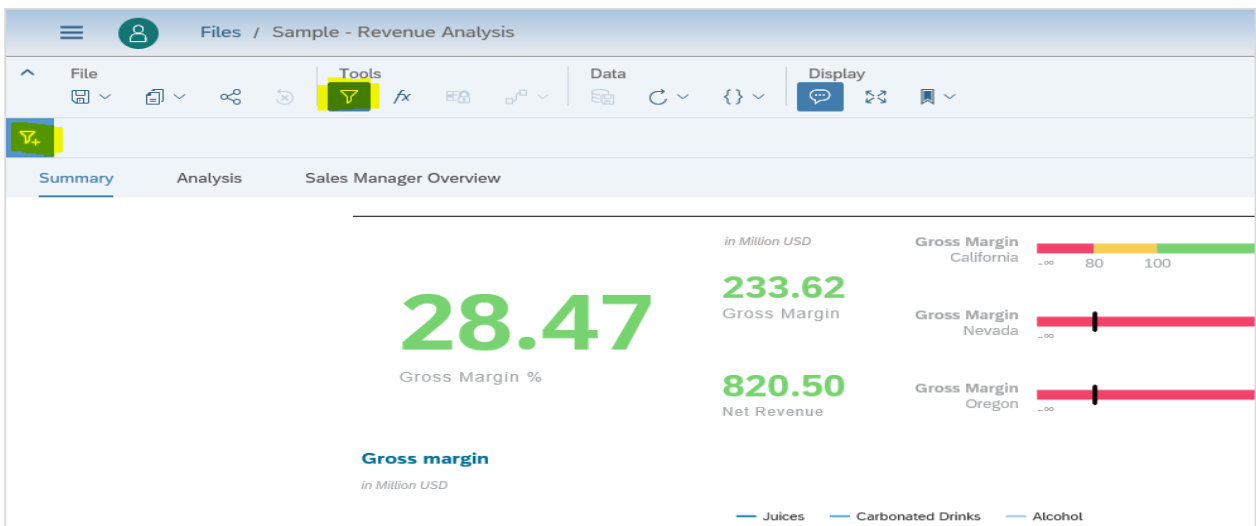 Files / Sample - Revenue Analysis
File Tools Data Display
fx
Summary Analysis Sales Manager Overview
in Million USD
28.47
Gross Margin %
233.62
Gross Margin
820.50
Net Revenue
Gross Margin
California
-∞ 80 100
Gross Margin
Nevada
-∞
Gross Margin
Oregon
-∞
Gross margin
in Million USD
Juices Carbonated Drinks Alcohol